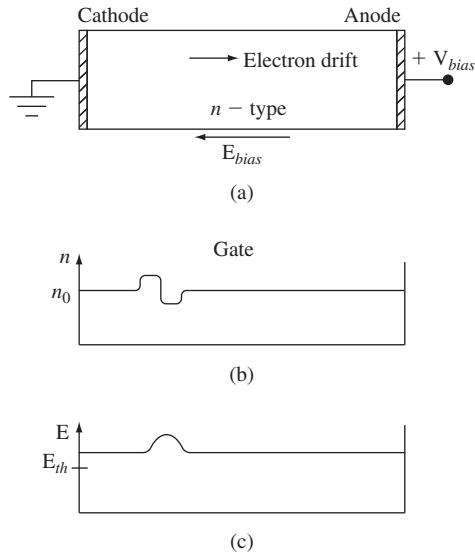 Cathode
Anode
Electron drift
+ V_bias
n − type
E_bias
(a)
Gate
n
n_0
(b)
E
E_th
(c)